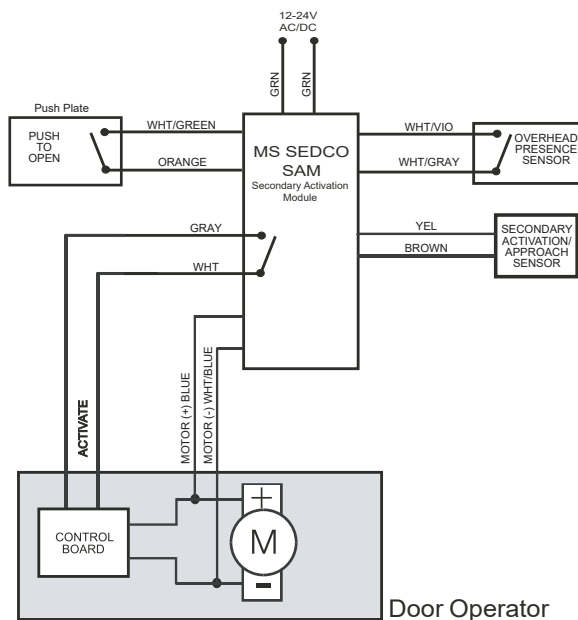 12-24V
AC/DC
GRN
GRN
Push Plate
PUSH
TO
OPEN
WHT/GREEN
ORANGE
MS SEDCO
SAM
Secondary Activation
Module
WHT/VIO
WHT/GRAY
OVERHEAD
PRESENCE
SENSOR
GRAY
WHT
YEL
BROWN
SECONDARY
ACTIVATION/
APPROACH
SENSOR
ACTIVATE
MOTOR (+) BLUE
MOTOR (-) WHT/BLUE
CONTROL
BOARD
+
M
-
Door Operator